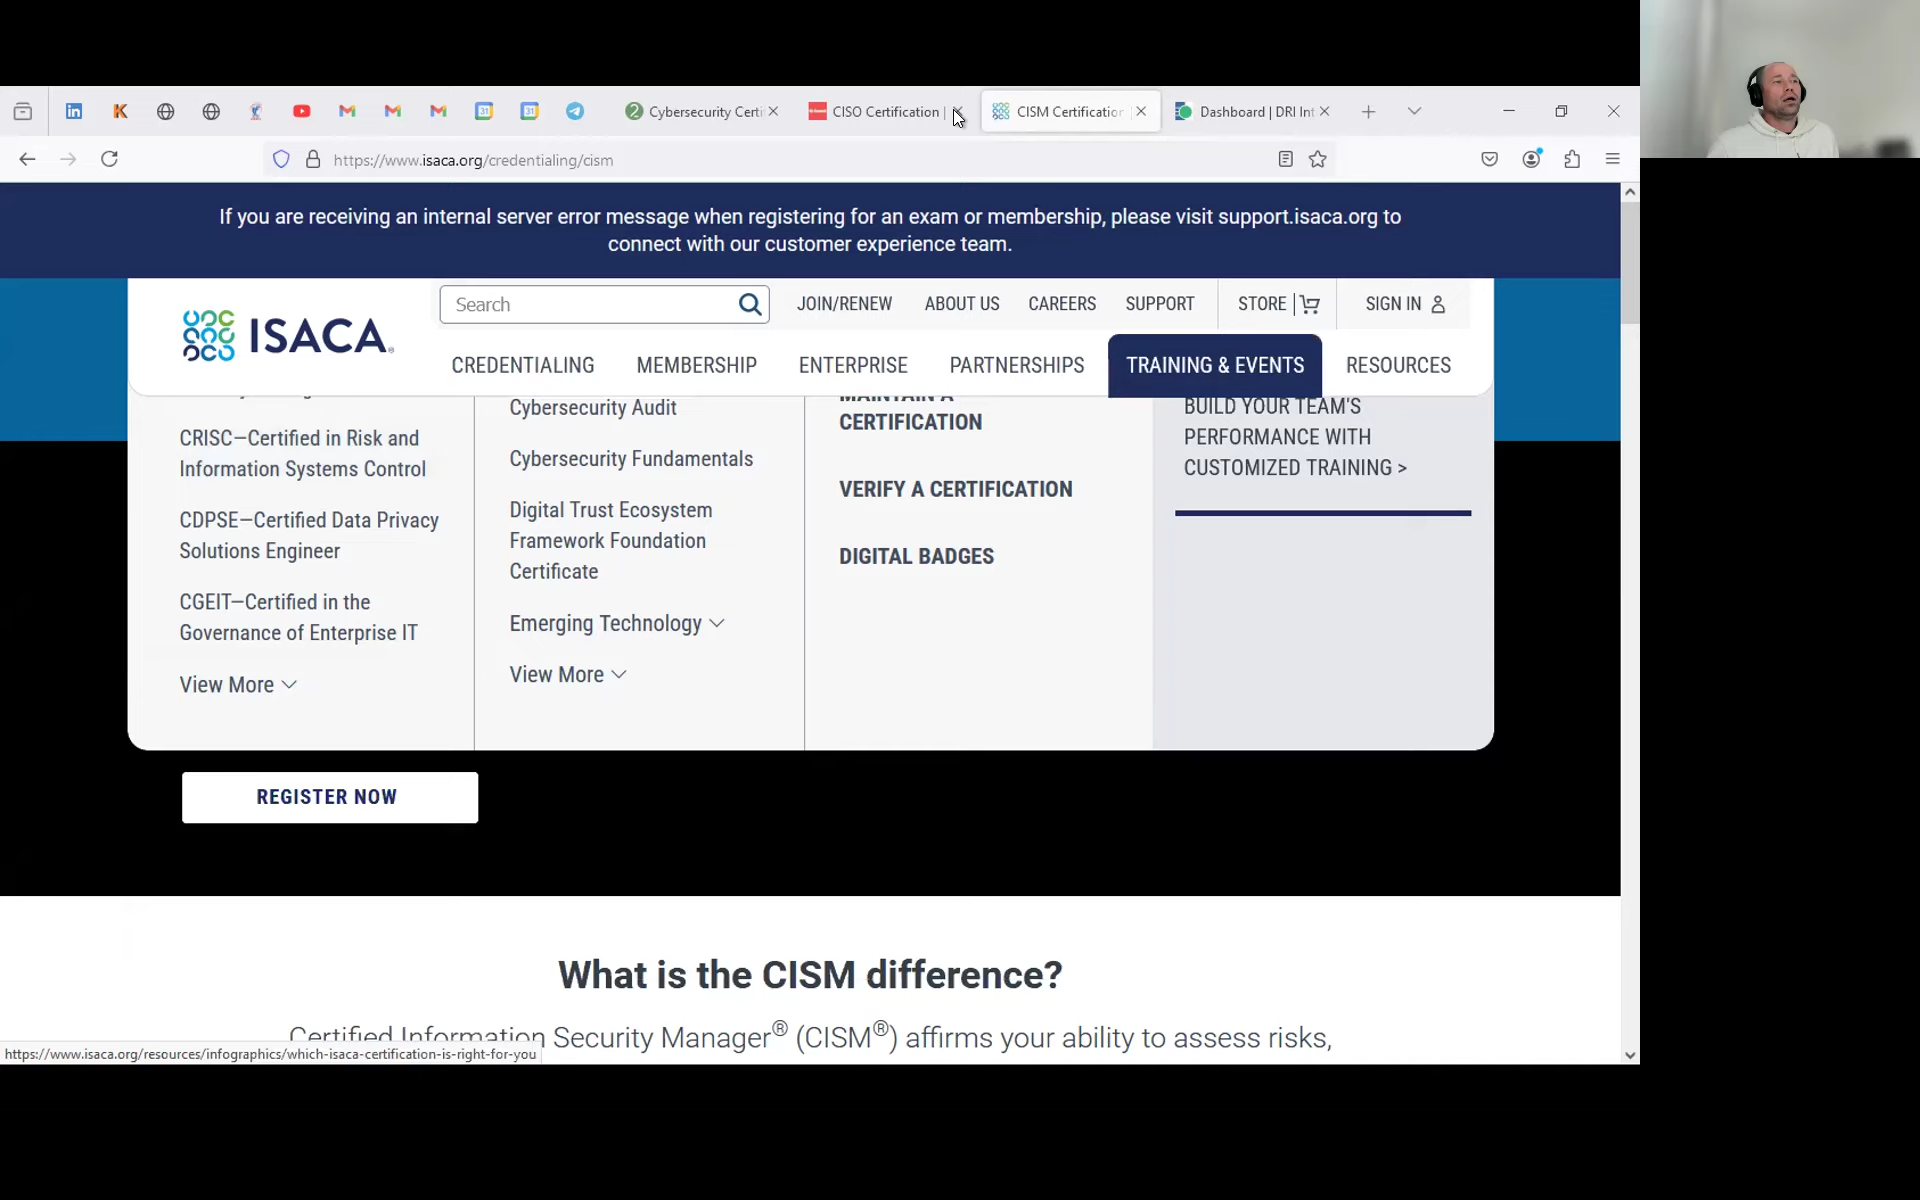 Cybersecurity Certi
CISO Certification |
CISM Certification
Dashboard | DRI Int
https://www.isaca.org/credentialing/cism
If you are receiving an internal server error message when registering for an exam or membership, please visit support.isaca.org to
connect with our customer experience team.
ISACA®
Search
JOIN/RENEW
ABOUT US
CAREERS
SUPPORT
STORE
SIGN IN
CREDENTIALING
MEMBERSHIP
ENTERPRISE
PARTNERSHIPS
TRAINING & EVENTS
RESOURCES
CRISC—Certified in Risk and
Information Systems Control
CDPSE—Certified Data Privacy
Solutions Engineer
CGEIT—Certified in the
Governance of Enterprise IT
View More
Cybersecurity Audit
Cybersecurity Fundamentals
Digital Trust Ecosystem
Framework Foundation
Certificate
Emerging Technology
View More
MAINTAIN A
CERTIFICATION
VERIFY A CERTIFICATION
DIGITAL BADGES
BUILD YOUR TEAM'S
PERFORMANCE WITH
CUSTOMIZED TRAINING >
REGISTER NOW
What is the CISM difference?
Certified Information Security Manager® (CISM®) affirms your ability to assess risks,
https://www.isaca.org/resources/infographics/which-isaca-certification-is-right-for-you